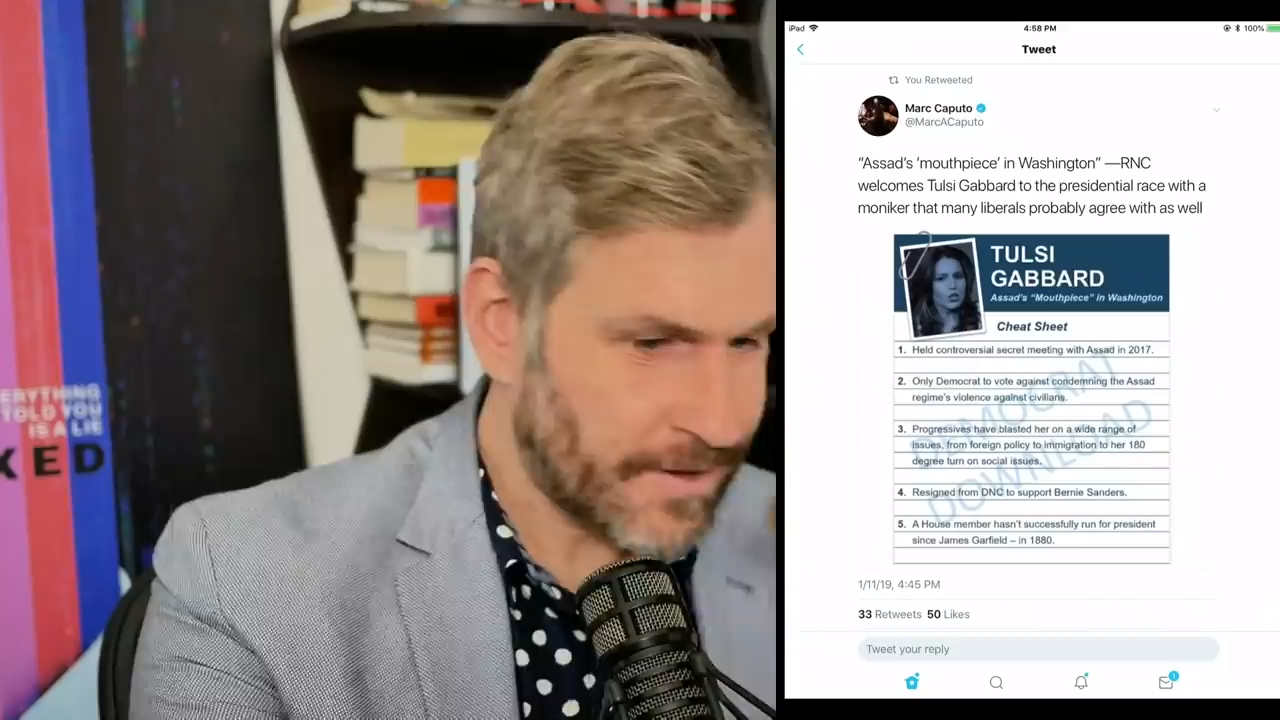 TOLD YOU
IS A LIE
KED
iPad
4:58 PM
100%
Tweet
You Retweeted
Marc Caputo
@MarcACaputo
“Assad’s ‘mouthpiece’ in Washington” —RNC
welcomes Tulsi Gabbard to the presidential race with a
moniker that many liberals probably agree with as well
TULSI
GABBARD
Assad's "Mouthpiece" in Washington
Cheat Sheet
1. Held controversial secret meeting with Assad in 2017.
2. Only Democrat to vote against condemning the Assad
regime's violence against civilians.
3. Progressives have blasted her on a wide range of
issues, from foreign policy to immigration to her 180
degree turn on social issues.
4. Resigned from DNC to support Bernie Sanders.
5. A House member hasn't successfully run for president
since James Garfield – in 1880.
DEMOCRAT
DOWNLOAD
1/11/19, 4:45 PM
33 Retweets 50 Likes
Tweet your reply
1